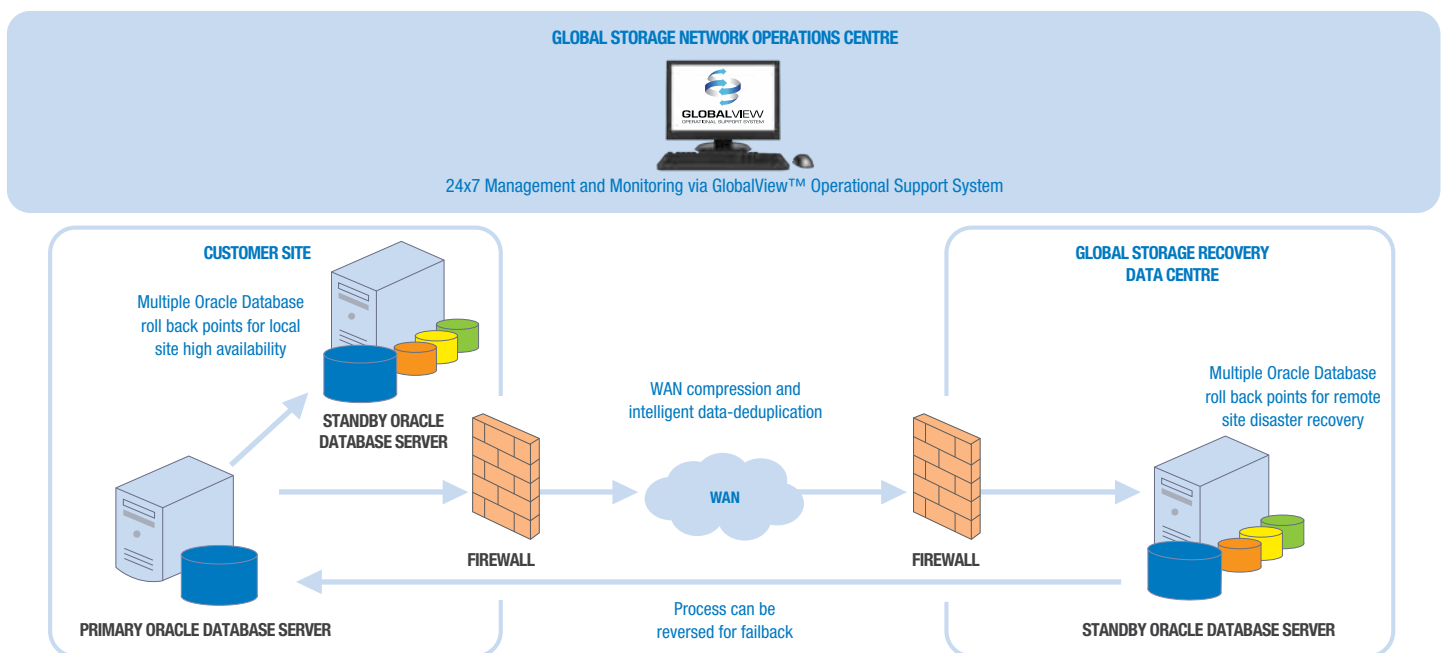 GLOBAL STORAGE NETWORK OPERATIONS CENTRE
GLOBALVIEW
OPERATIONAL SUPPORT SYSTEM
24x7 Management and Monitoring via GlobalView™ Operational Support System
CUSTOMER SITE
Multiple Oracle Database
roll back points for local
site high availability
STANDBY ORACLE
DATABASE SERVER
PRIMARY ORACLE DATABASE SERVER
FIREWALL
WAN compression and
intelligent data-deduplication
WAN
Process can be
reversed for failback
FIREWALL
GLOBAL STORAGE RECOVERY
DATA CENTRE
Multiple Oracle Database
roll back points for remote
site disaster recovery
STANDBY ORACLE DATABASE SERVER